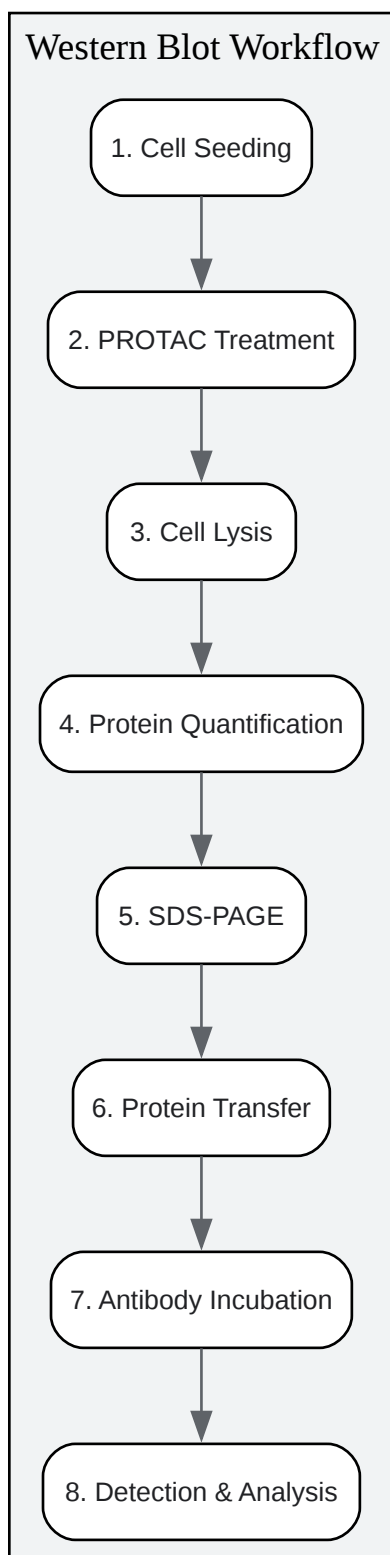 Western Blot Workflow
1. Cell Seeding
2. PROTAC Treatment
3. Cell Lysis
4. Protein Quantification
5. SDS-PAGE
6. Protein Transfer
7. Antibody Incubation
8. Detection & Analysis